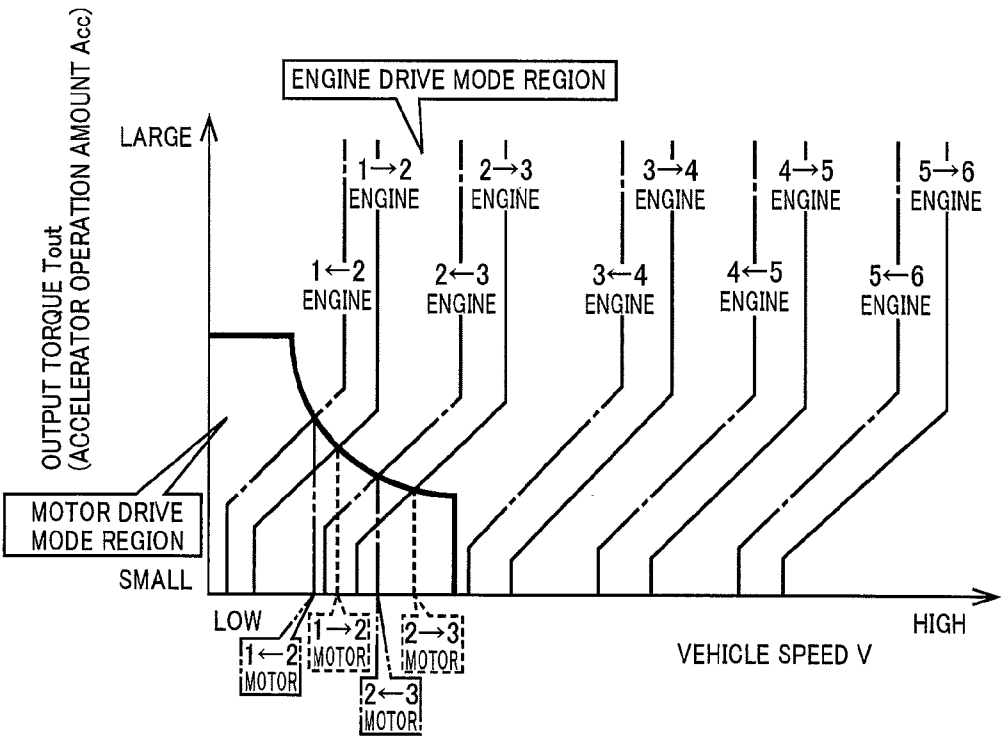 ENGINE DRIVE MODE REGION
OUTPUT TORQUE Tout
(ACCELERATOR OPERATION AMOUNT Acc)
LARGE
1→2
ENGINE
2→3
ENGINE
3→4
ENGINE
4→5
ENGINE
5→6
ENGINE
1←2
ENGINE
2←3
ENGINE
3←4
ENGINE
4←5
ENGINE
5←6
ENGINE
MOTOR DRIVE
MODE REGION
SMALL
LOW
HIGH
1←2
MOTOR
1→2
MOTOR
2→3
MOTOR
2←3
MOTOR
VEHICLE SPEED V